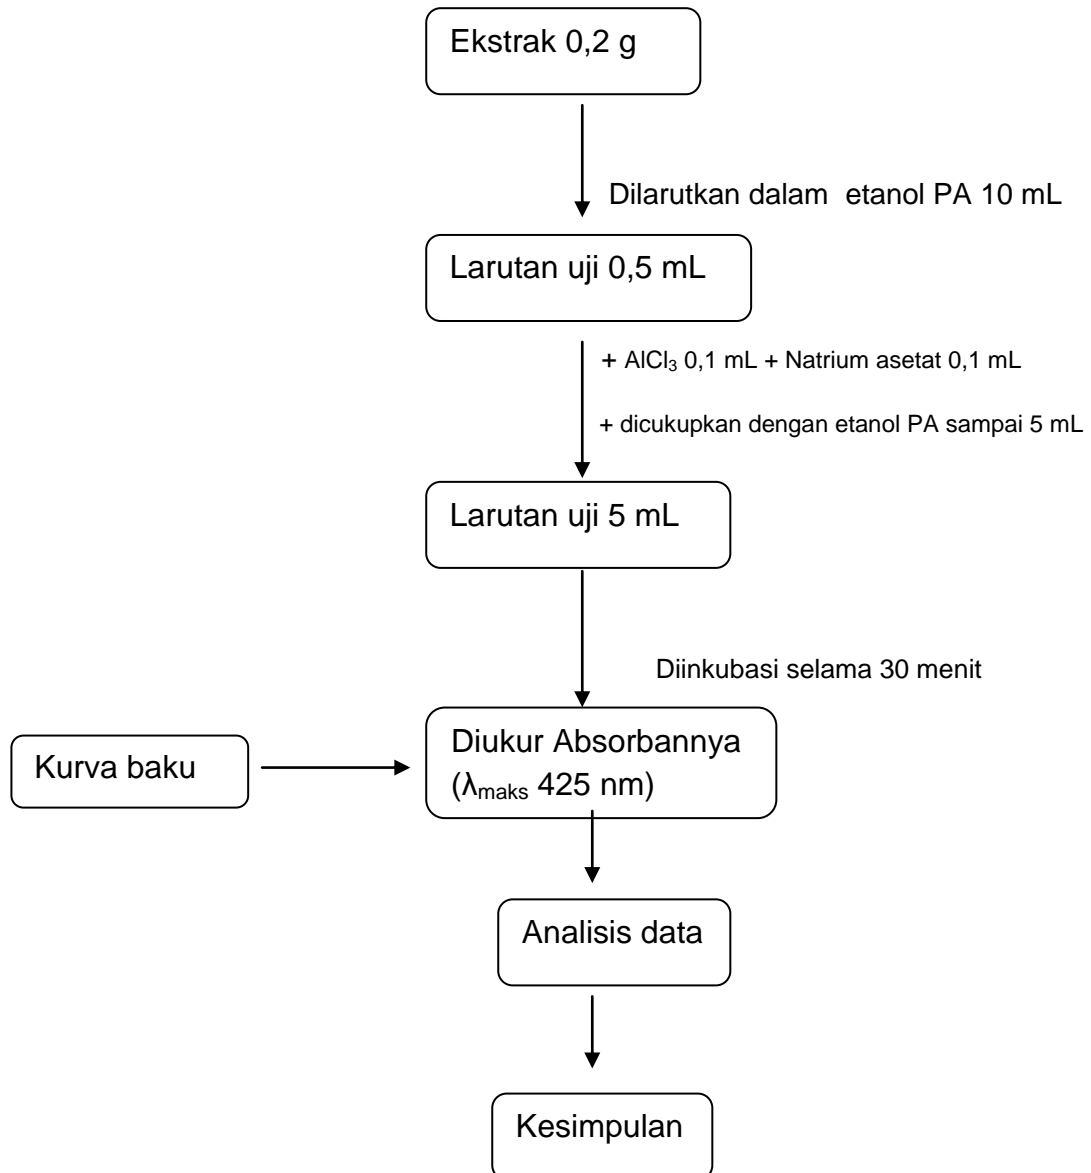 Ekstrak 0,2 g
Dilarutkan dalam etanol PA 10 mL
Larutan uji 0,5 mL
+ AlCl₃ 0,1 mL + Natrium asetat 0,1 mL
+ dicukupkan dengan etanol PA sampai 5 mL
Larutan uji 5 mL
Diinkubasi selama 30 menit
Kurva baku
Diukur Absorbannya
(λmaks 425 nm)
Analisis data
Kesimpulan